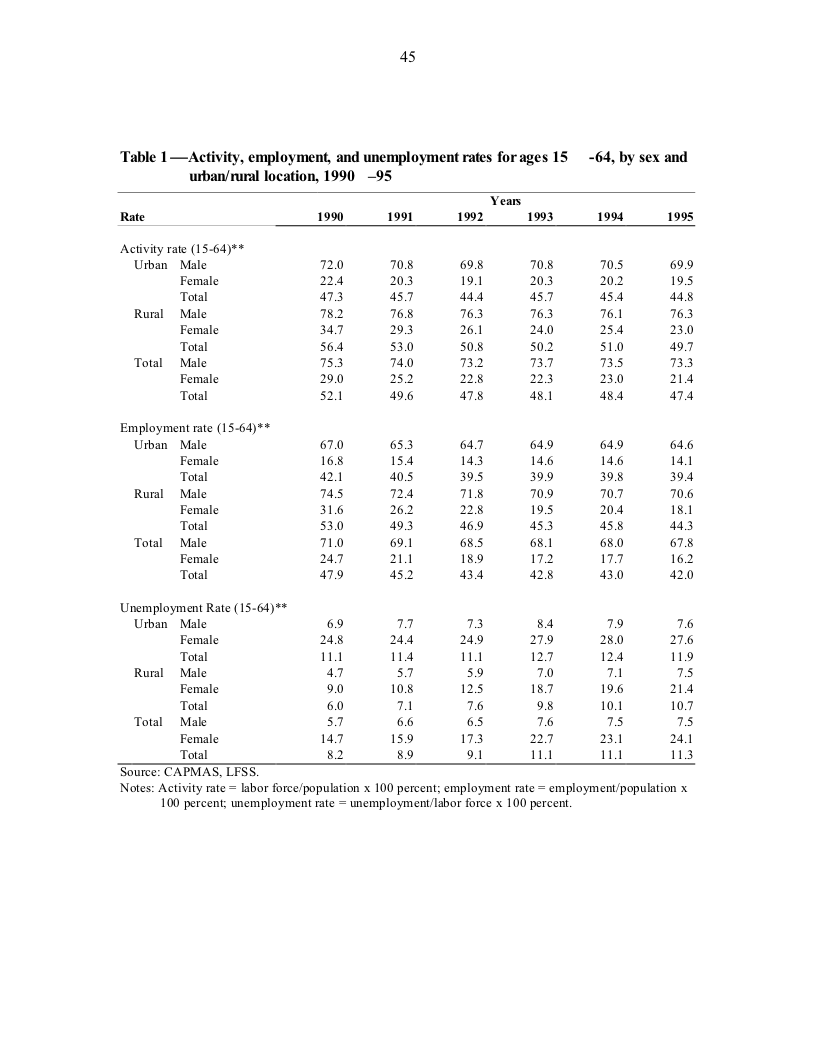 45
Table 1—Activity, employment, and unemployment rates for ages 15 -64, by sex and
urban/rural location, 1990 –95
Years
Rate 1990 1991 1992 1993 1994 1995
Activity rate (15-64)**
Urban Male 72.0 70.8 69.8 70.8 70.5 69.9
Female 22.4 20.3 19.1 20.3 20.2 19.5
Total 47.3 45.7 44.4 45.7 45.4 44.8
Rural Male 78.2 76.8 76.3 76.3 76.1 76.3
Female 34.7 29.3 26.1 24.0 25.4 23.0
Total 56.4 53.0 50.8 50.2 51.0 49.7
Total Male 75.3 74.0 73.2 73.7 73.5 73.3
Female 29.0 25.2 22.8 22.3 23.0 21.4
Total 52.1 49.6 47.8 48.1 48.4 47.4
Employment rate (15-64)**
Urban Male 67.0 65.3 64.7 64.9 64.9 64.6
Female 16.8 15.4 14.3 14.6 14.6 14.1
Total 42.1 40.5 39.5 39.9 39.8 39.4
Rural Male 74.5 72.4 71.8 70.9 70.7 70.6
Female 31.6 26.2 22.8 19.5 20.4 18.1
Total 53.0 49.3 46.9 45.3 45.8 44.3
Total Male 71.0 69.1 68.5 68.1 68.0 67.8
Female 24.7 21.1 18.9 17.2 17.7 16.2
Total 47.9 45.2 43.4 42.8 43.0 42.0
Unemployment Rate (15-64)**
Urban Male 6.9 7.7 7.3 8.4 7.9 7.6
Female 24.8 24.4 24.9 27.9 28.0 27.6
Total 11.1 11.4 11.1 12.7 12.4 11.9
Rural Male 4.7 5.7 5.9 7.0 7.1 7.5
Female 9.0 10.8 12.5 18.7 19.6 21.4
Total 6.0 7.1 7.6 9.8 10.1 10.7
Total Male 5.7 6.6 6.5 7.6 7.5 7.5
Female 14.7 15.9 17.3 22.7 23.1 24.1
Total 8.2 8.9 9.1 11.1 11.1 11.3
Source: CAPMAS, LFSS.
Notes: Activity rate = labor force/population x 100 percent; employment rate = employment/population x
100 percent; unemployment rate = unemployment/labor force x 100 percent.